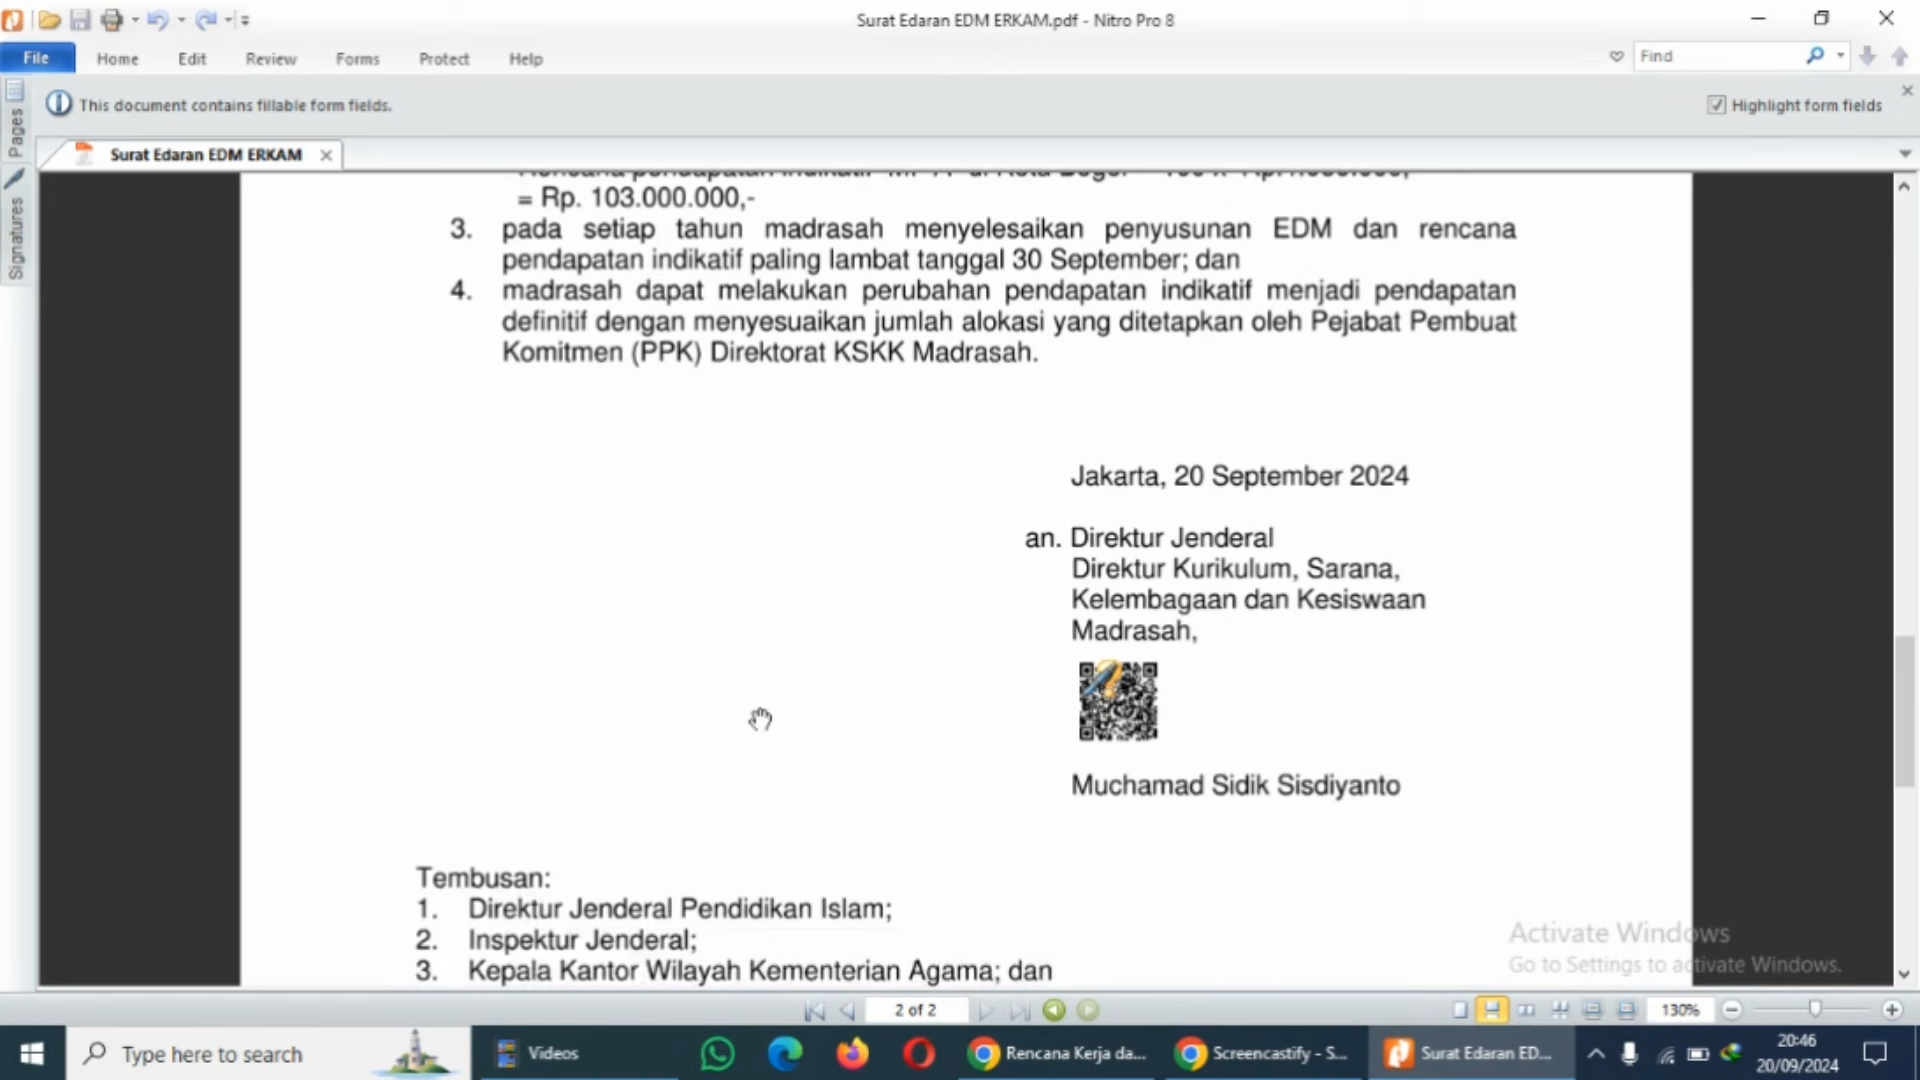 Surat Edaran EDM ERKAM.pdf - Nitro Pro 8
File Home Edit Review Forms Protect Help
Find
This document contains fillable form fields.
Highlight form fields
Pages
Signatures
Surat Edaran EDM ERKAM
= Rp. 103.000.000,-
3. pada setiap tahun madrasah menyelesaikan penyusunan EDM dan rencana
pendapatan indikatif paling lambat tanggal 30 September; dan
4. madrasah dapat melakukan perubahan pendapatan indikatif menjadi pendapatan
definitif dengan menyesuaikan jumlah alokasi yang ditetapkan oleh Pejabat Pembuat
Komitmen (PPK) Direktorat KSKK Madrasah.
Jakarta, 20 September 2024
an. Direktur Jenderal
Direktur Kurikulum, Sarana,
Kelembagaan dan Kesiswaan
Madrasah,
Muchamad Sidik Sisdiyanto
Tembusan:
1. Direktur Jenderal Pendidikan Islam;
2. Inspektur Jenderal;
3. Kepala Kantor Wilayah Kementerian Agama; dan
Activate Windows
Go to Settings to activate Windows.
2 of 2
130%
Type here to search
Videos
Rencana Kerja da...
Screencastify - S...
Surat Edaran ED...
20:46
20/09/2024